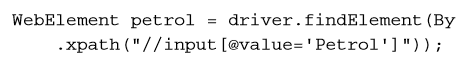 WebElement petrol = driver.findElement(By
.xpath("//input[@value='Petrol']"));